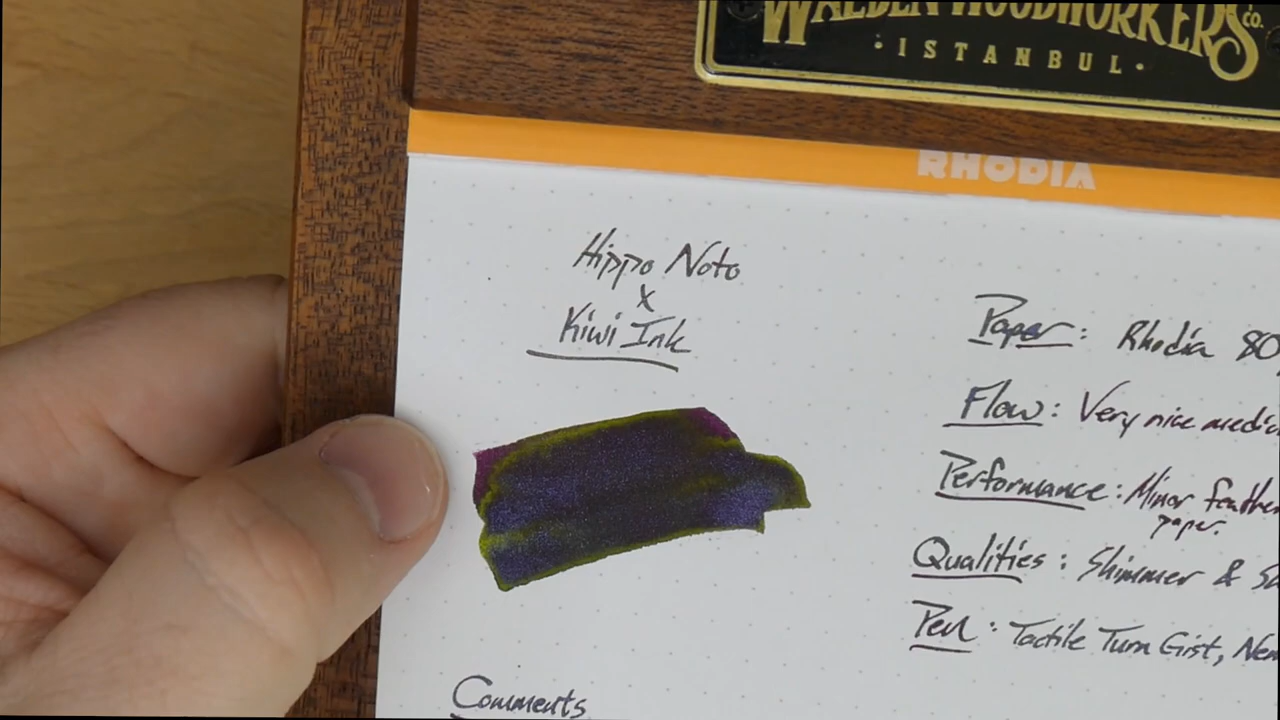 WALDEN WOODWORKERS CO.
• ISTANBUL •
RHODIA
Hippo Noto
x
Kiwi Ink
Paper: Rhodia 80
Flow: Very nice
Performance: Minor
paper.
Qualities: Shimmer &
Pen: Tactile Turn Gist,
Comments